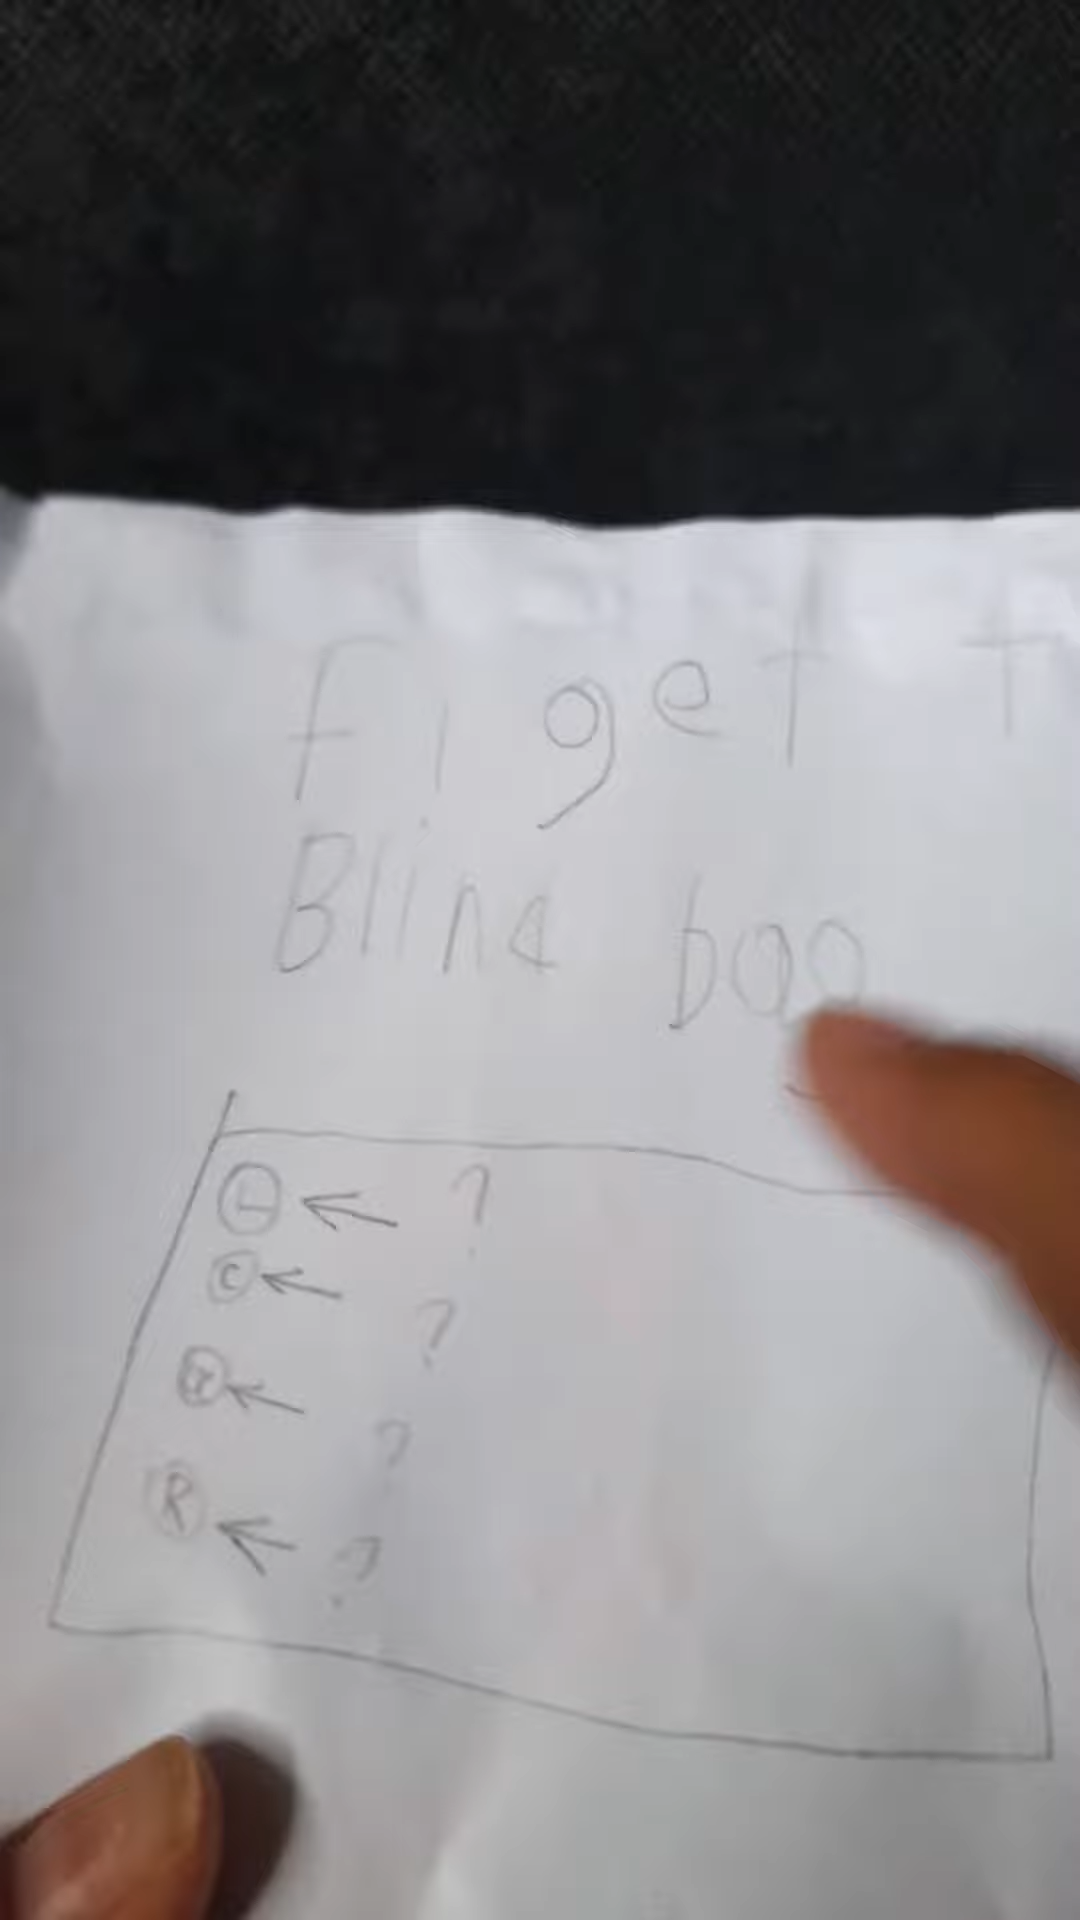 figet t
Blind bag
L ← ?
C ← ?
← ?
R ← ?